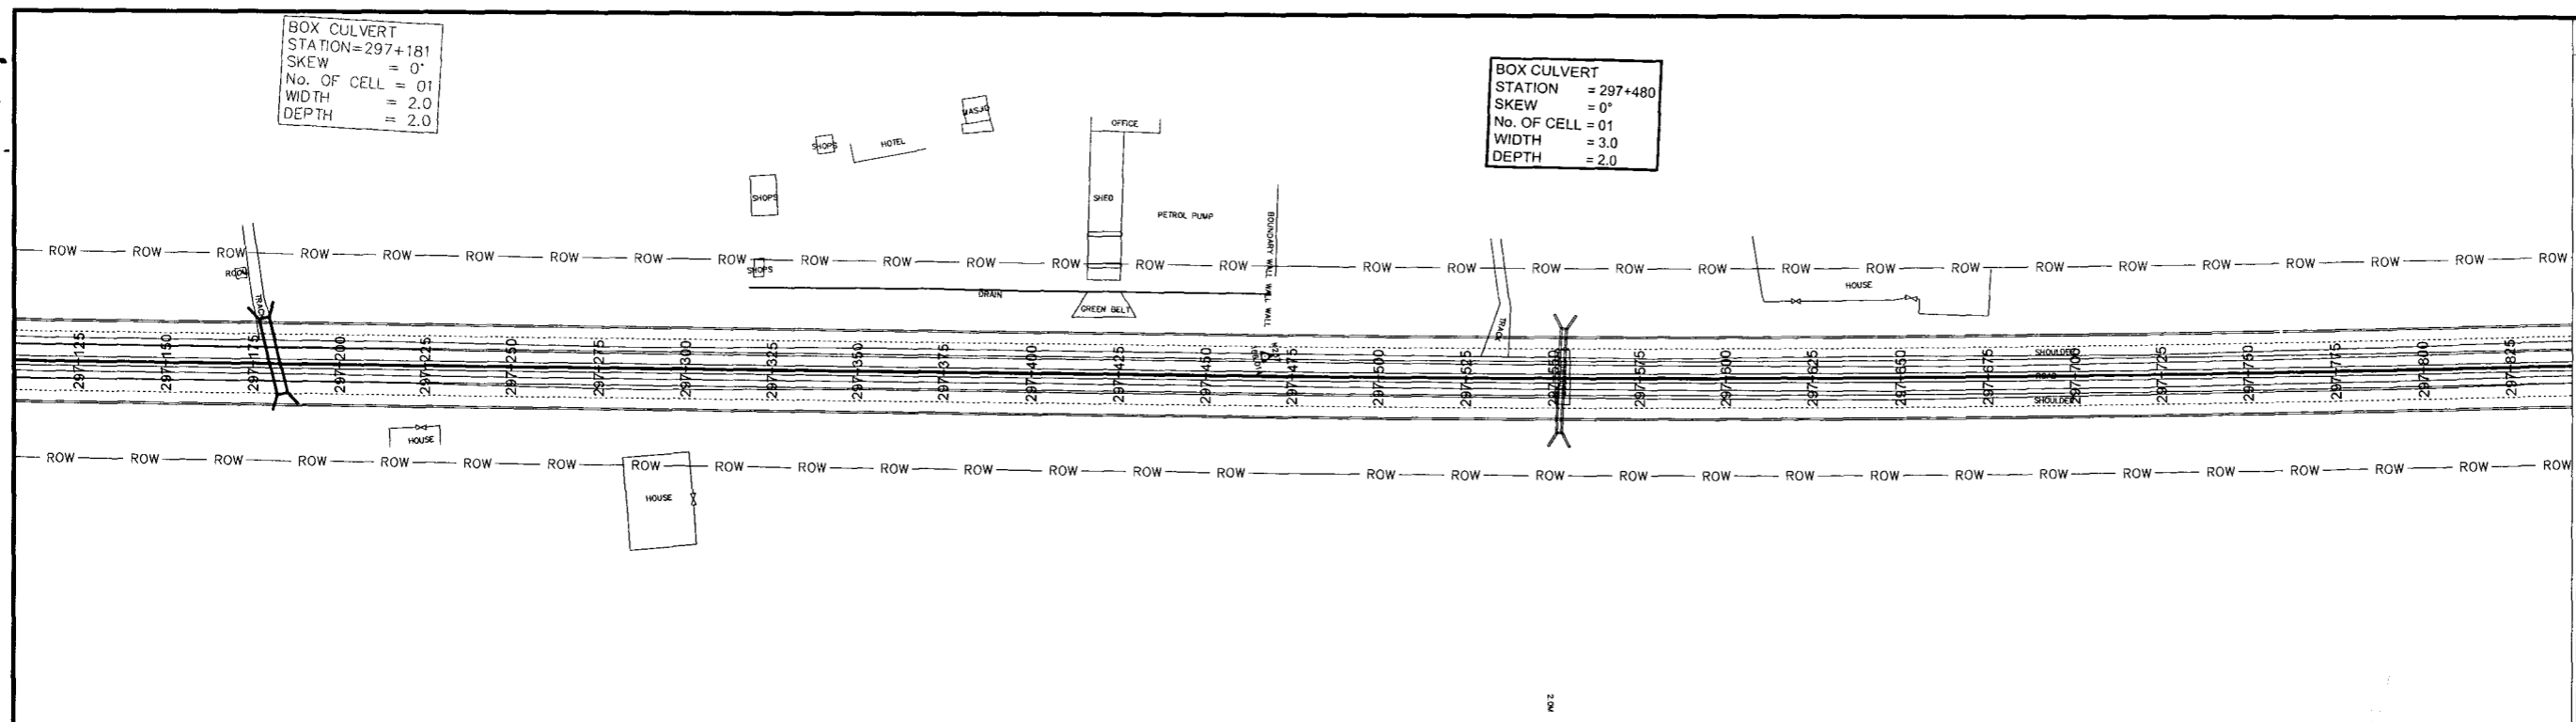 BOX CULVERT
STATION=297+181
SKEW = 0°
No. OF CELL = 01
WIDTH = 2.0
DEPTH = 2.0
BOX CULVERT
STATION = 297+480
SKEW = 0°
No. OF CELL = 01
WIDTH = 3.0
DEPTH = 2.0
MASJID
OFFICE
SHOPS
HOTEL
SHOPS
SHED
PETROL PUMP
BOUNDARY WALL
WALL
WALL
ROW ROW ROW ROW ROW ROW ROW ROW ROW ROW ROW ROW ROW ROW ROW ROW ROW ROW ROW ROW ROW ROW ROW ROW ROW ROW ROW ROW ROW ROW
ROOM
SHOPS
TRACK
DRAIN
GREEN BELT
TRACK
HOUSE
297+125 297+150 297+175 297+200 297+225 297+250 297+275 297+300 297+325 297+350 297+375 297+400 297+425 297+450 297+475 297+500 297+525 297+550 297+575 297+600 297+625 297+650 297+675 297+700 297+725 297+750 297+775 297+800 297+825
SHOULDER
ROAD
SHOULDER
HOUSE
ROW ROW ROW ROW ROW ROW ROW ROW ROW ROW ROW ROW ROW ROW ROW ROW ROW ROW ROW ROW ROW ROW ROW ROW ROW ROW ROW ROW ROW ROW
HOUSE
2.0M